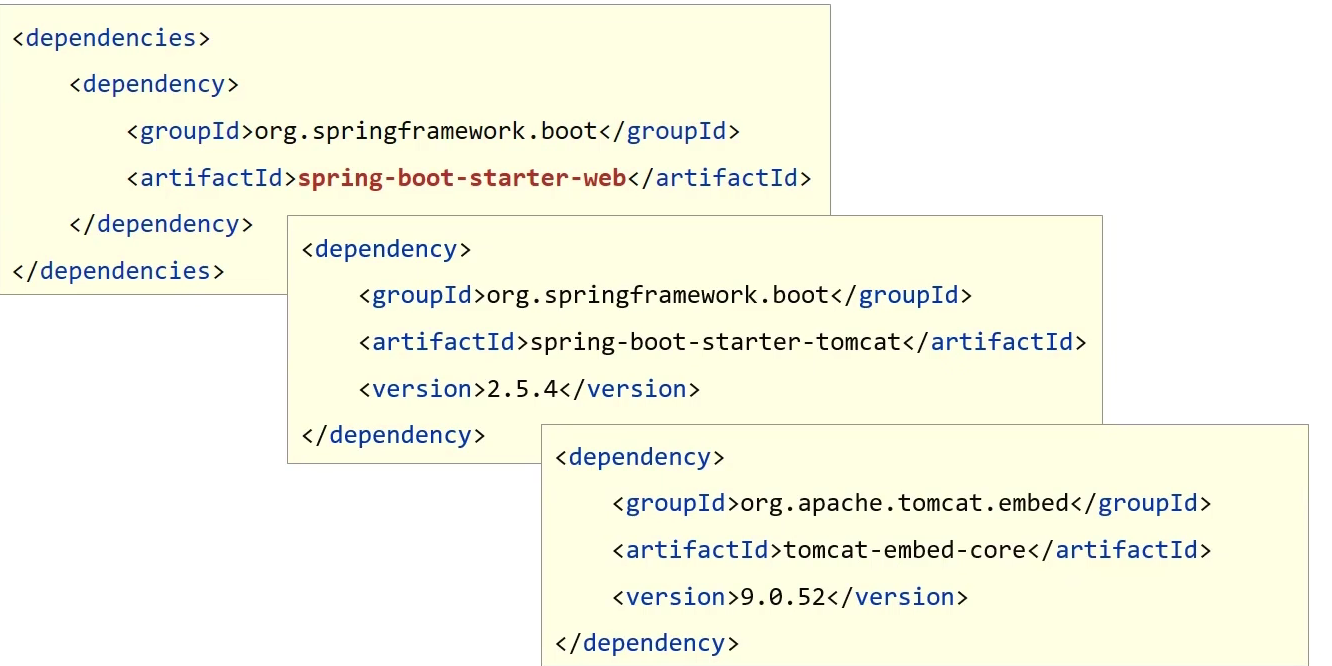 <dependencies>
<dependency>
<groupId>org.springframework.boot</groupId>
<artifactId>spring-boot-starter-web</artifactId>
</dependency>
</dependencies>
<dependency>
<groupId>org.springframework.boot</groupId>
<artifactId>spring-boot-starter-tomcat</artifactId>
<version>2.5.4</version>
</dependency>
<dependency>
<groupId>org.apache.tomcat.embed</groupId>
<artifactId>tomcat-embed-core</artifactId>
<version>9.0.52</version>
</dependency>